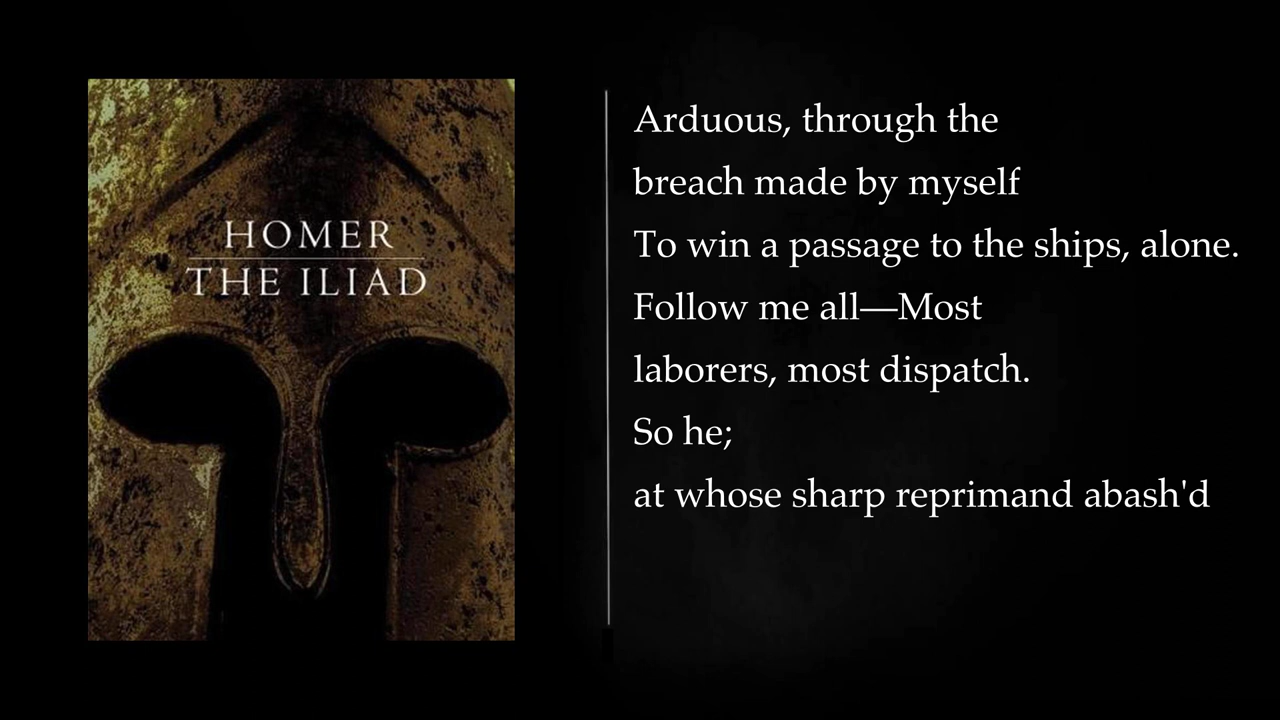 HOMER
THE ILIAD
Arduous, through the
breach made by myself
To win a passage to the ships, alone.
Follow me all—Most
laborers, most dispatch.
So he;
at whose sharp reprimand abash'd